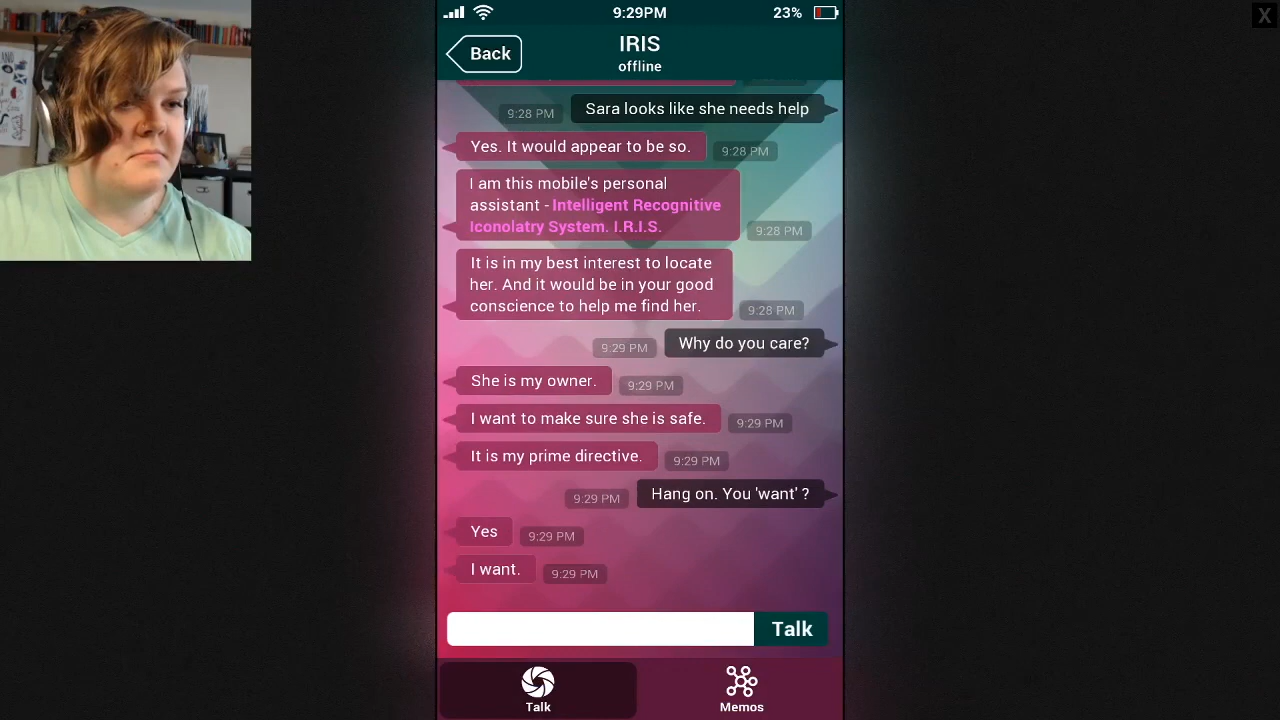 9:29PM
23%
X
Back
IRIS
offline
Sara looks like she needs help
9:28 PM
Yes. It would appear to be so.
9:28 PM
I am this mobile's personal
assistant - Intelligent Recognitive
Iconolatry System. I.R.I.S.
9:28 PM
It is in my best interest to locate
her. And it would be in your good
conscience to help me find her.
9:28 PM
Why do you care?
9:29 PM
She is my owner.
9:29 PM
I want to make sure she is safe.
9:29 PM
It is my prime directive.
9:29 PM
Hang on. You 'want' ?
9:29 PM
Yes
9:29 PM
I want.
9:29 PM
Talk
Talk
Memos